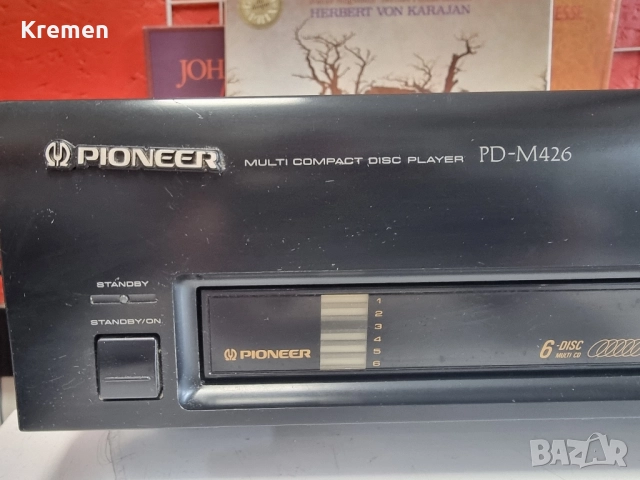 Kremen
HERBERT VON KARAJAN
JOH
ESSE
PIONEER
MULTI COMPACT DISC PLAYER PD-M426
STANDBY
STANDBY/ON
1
2
3
4
5
6
PIONEER
6-DISC
MULTI CD
BAZAR
bg